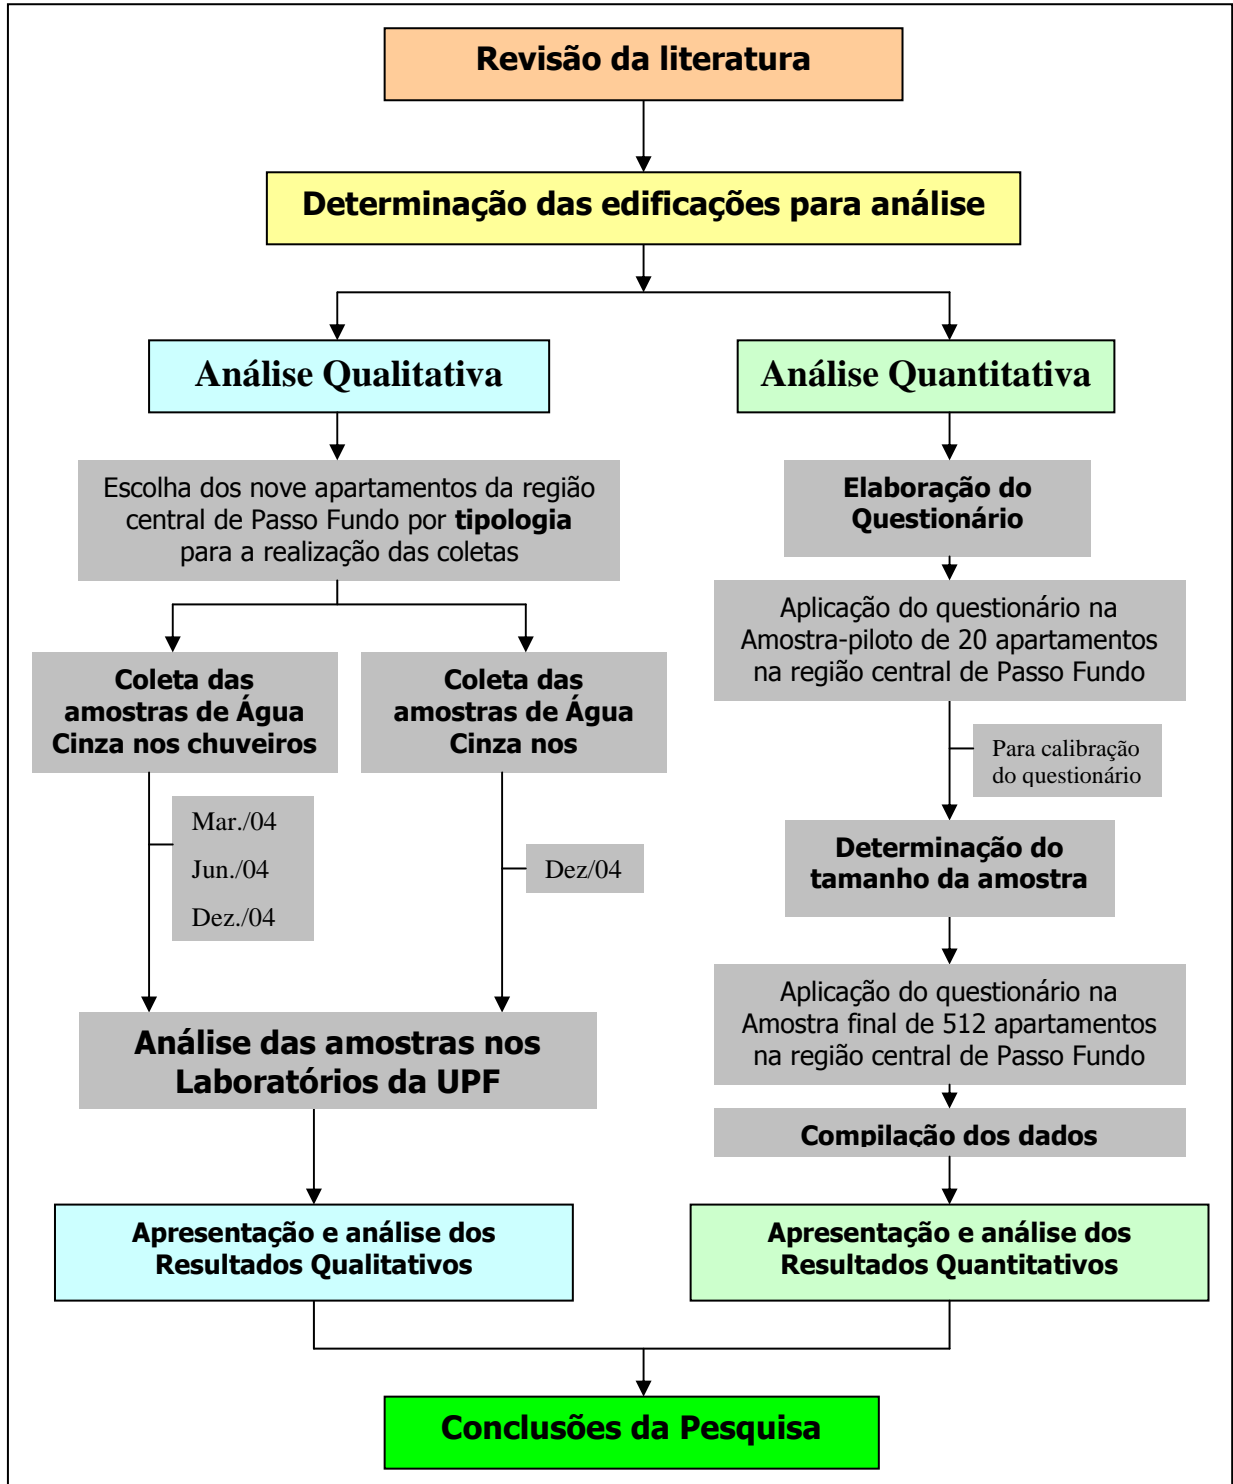 Revisão da literatura
Determinação das edificações para análise
Análise Qualitativa
Escolha dos nove apartamentos da região
central de Passo Fundo por tipologia
para a realização das coletas
Coleta das
amostras de Água
Cinza nos chuveiros
Mar./04
Jun./04
Dez./04
Coleta das
amostras de Água
Cinza nos
Dez/04
Análise das amostras nos
Laboratórios da UPF
Apresentação e análise dos
Resultados Qualitativos
Análise Quantitativa
Elaboração do
Questionário
Aplicação do questionário na
Amostra-piloto de 20 apartamentos
na região central de Passo Fundo
Para calibração
do questionário
Determinação do
tamanho da amostra
Aplicação do questionário na
Amostra final de 512 apartamentos
na região central de Passo Fundo
Compilação dos dados
Apresentação e análise dos
Resultados Quantitativos
Conclusões da Pesquisa